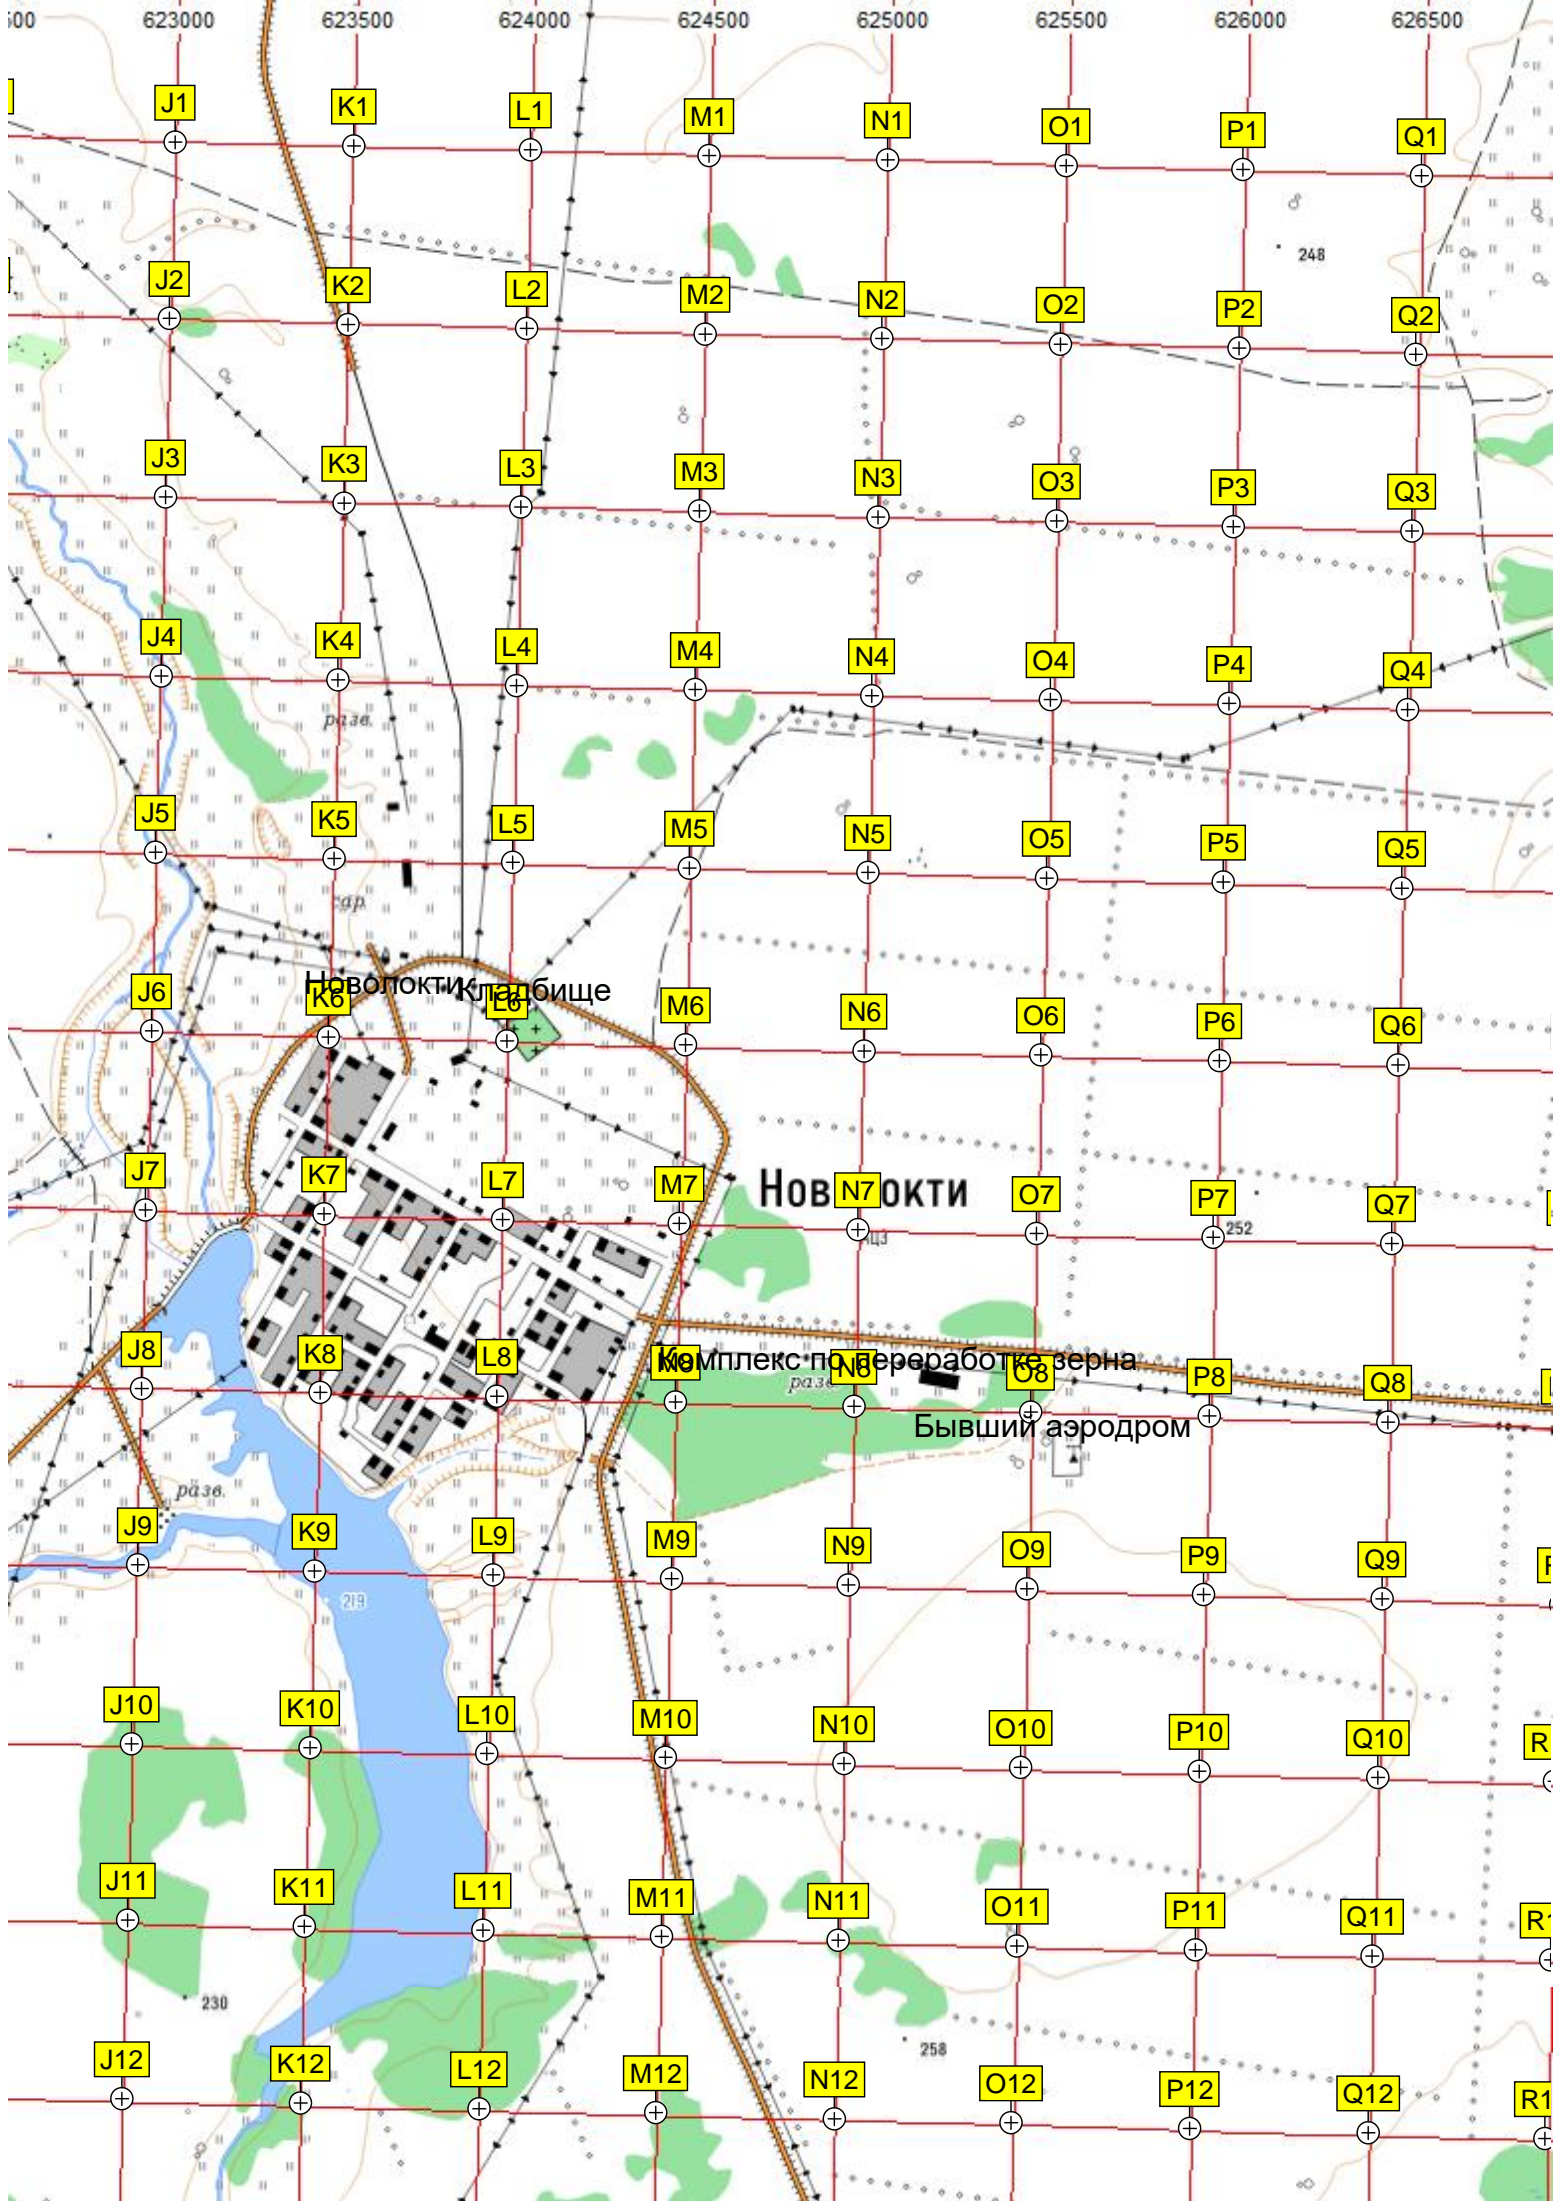 623000 623500 624000 624500 625000 625500 626000 626500
J1 K1 L1 M1 N1 O1 P1 Q1
248
J2 K2 L2 M2 N2 O2 P2 Q2
J3 K3 L3 M3 N3 O3 P3 Q3
J4 K4 L4 M4 N4 O4 P4 Q4
разв.
J5 K5 L5 M5 N5 O5 P5 Q5
сар.
Новолокти Кладбище
J6 K6 L6 M6 N6 O6 P6 Q6
J7 K7 L7 M7 N7 O7 P7 Q7
Новолокти
252
Комплекс по переработке зерна
J8 K8 L8 M8 N8 O8 P8 Q8
разв.
Бывший аэродром
разв.
J9 K9 L9 M9 N9 O9 P9 Q9
219
J10 K10 L10 M10 N10 O10 P10 Q10
J11 K11 L11 M11 N11 O11 P11 Q11
230
258
J12 K12 L12 M12 N12 O12 P12 Q12